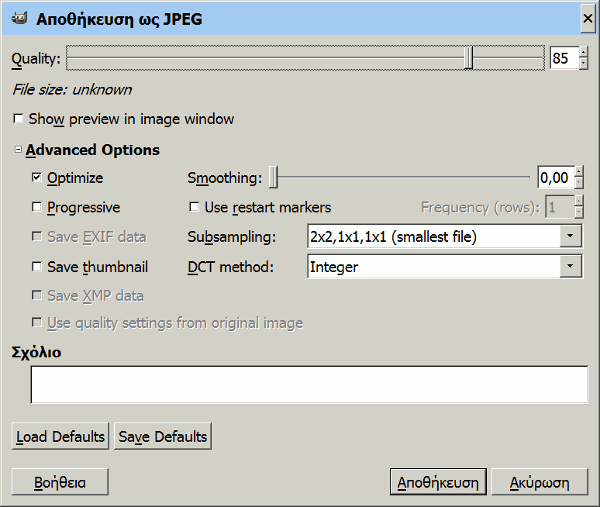 Αποθήκευση ως JPEG
Quality: 85
File size: unknown
Show preview in image window
Advanced Options
Optimize Smoothing: 0,00
Progressive Use restart markers Frequency (rows): 1
Save EXIF data Subsampling: 2x2,1x1,1x1 (smallest file)
Save thumbnail DCT method: Integer
Save XMP data
Use quality settings from original image
Σχόλιο
Load Defaults Save Defaults
Βοήθεια Αποθήκευση Ακύρωση